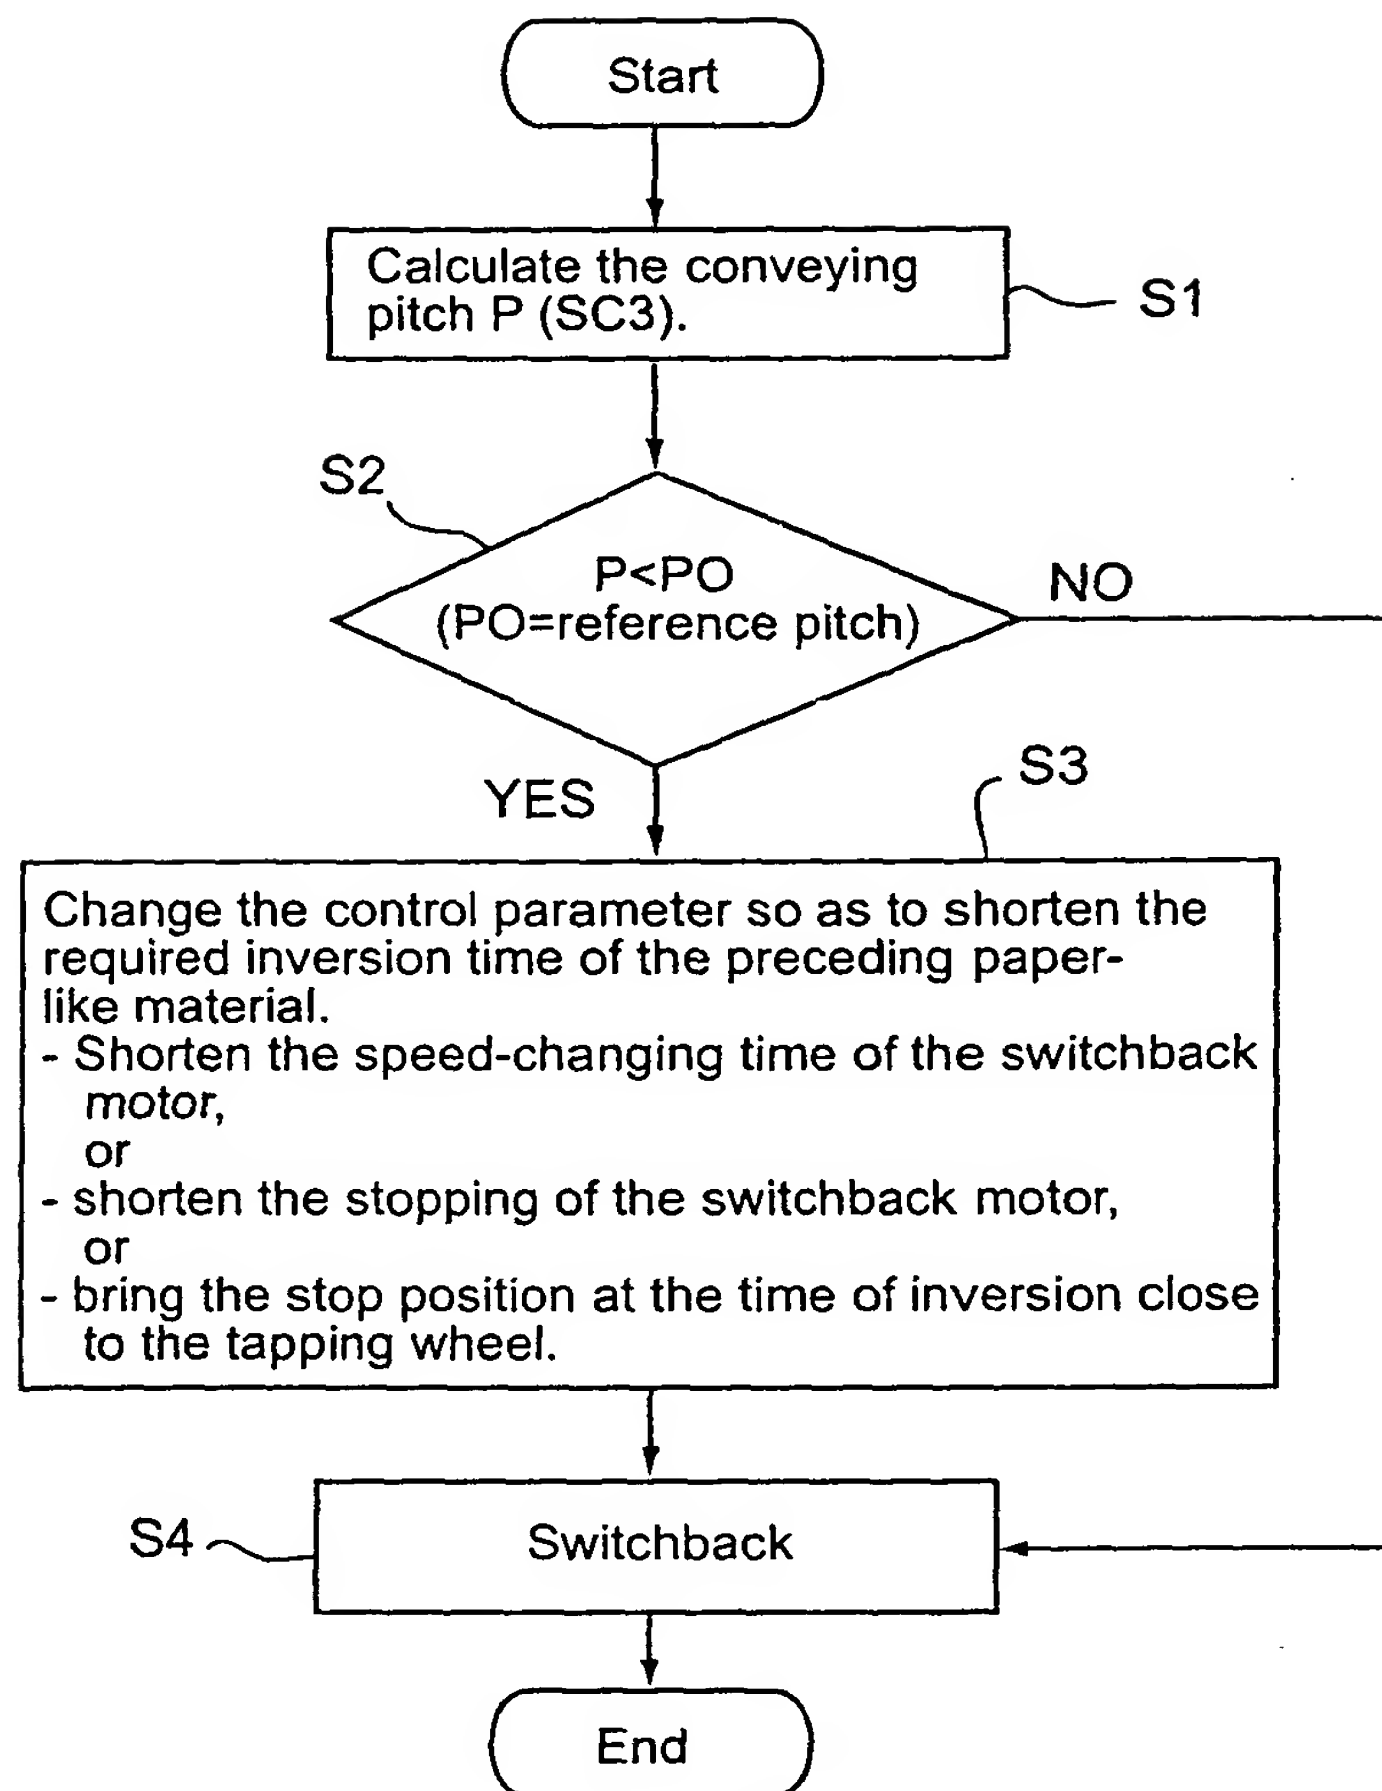 Start
Calculate the conveying
pitch P (SC3).
S1
S2
P<PO
(PO=reference pitch)
NO
YES
S3
Change the control parameter so as to shorten the
required inversion time of the preceding paper-
like material.
- Shorten the speed-changing time of the switchback
motor,
or
- shorten the stopping of the switchback motor,
or
- bring the stop position at the time of inversion close
to the tapping wheel.
S4
Switchback
End